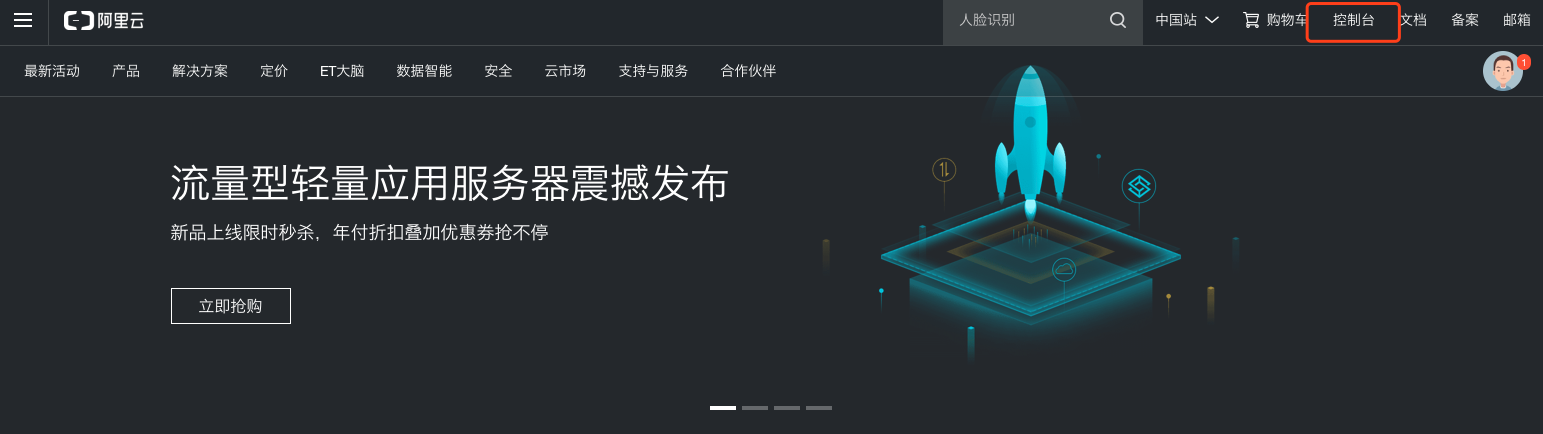 阿里云
人脸识别
中国站
购物车
控制台
文档
备案
邮箱
最新活动
产品
解决方案
定价
ET大脑
数据智能
安全
云市场
支持与服务
合作伙伴
1
流量型轻量应用服务器震撼发布
新品上线限时秒杀，年付折扣叠加优惠券抢不停
立即抢购